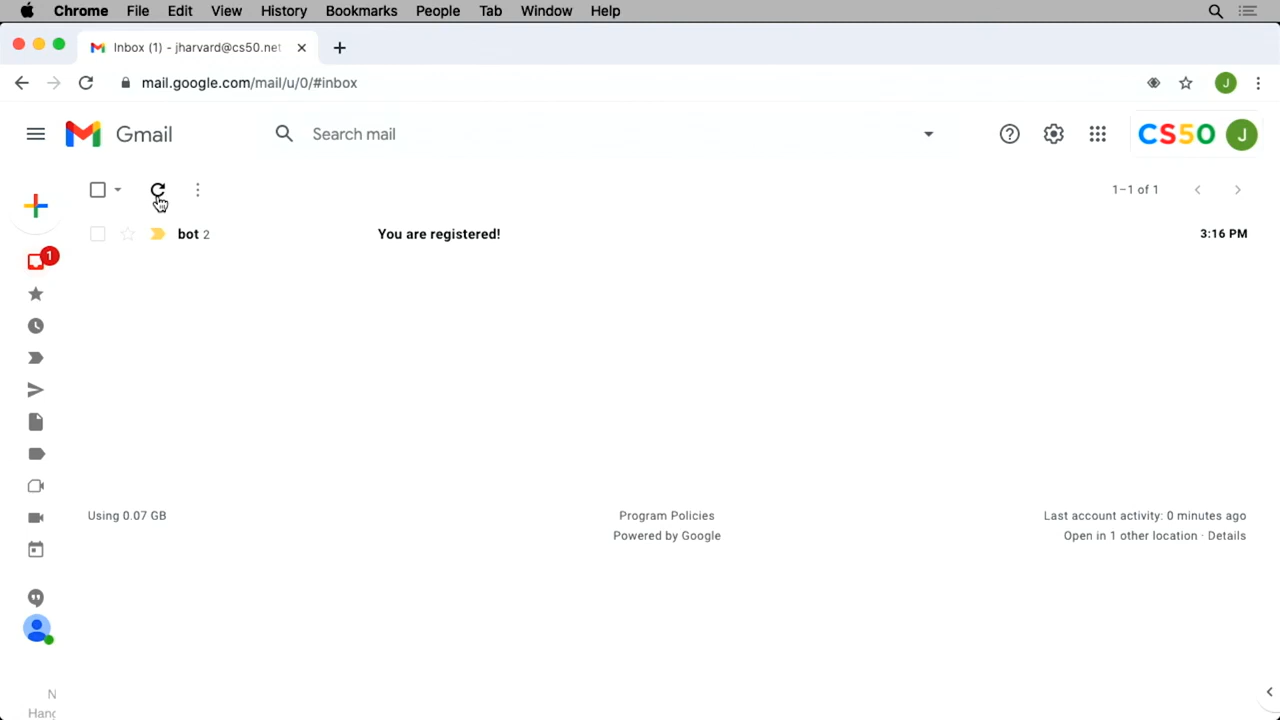 Chrome File Edit View History Bookmarks People Tab Window Help
Inbox (1) - jharvard@cs50.net
mail.google.com/mail/u/0/#inbox
J
Gmail
Search mail
CS50 J
1–1 of 1
bot 2 You are registered! 3:16 PM
1
Using 0.07 GB
Program Policies
Powered by Google
Last account activity: 0 minutes ago
Open in 1 other location · Details
N
Hang